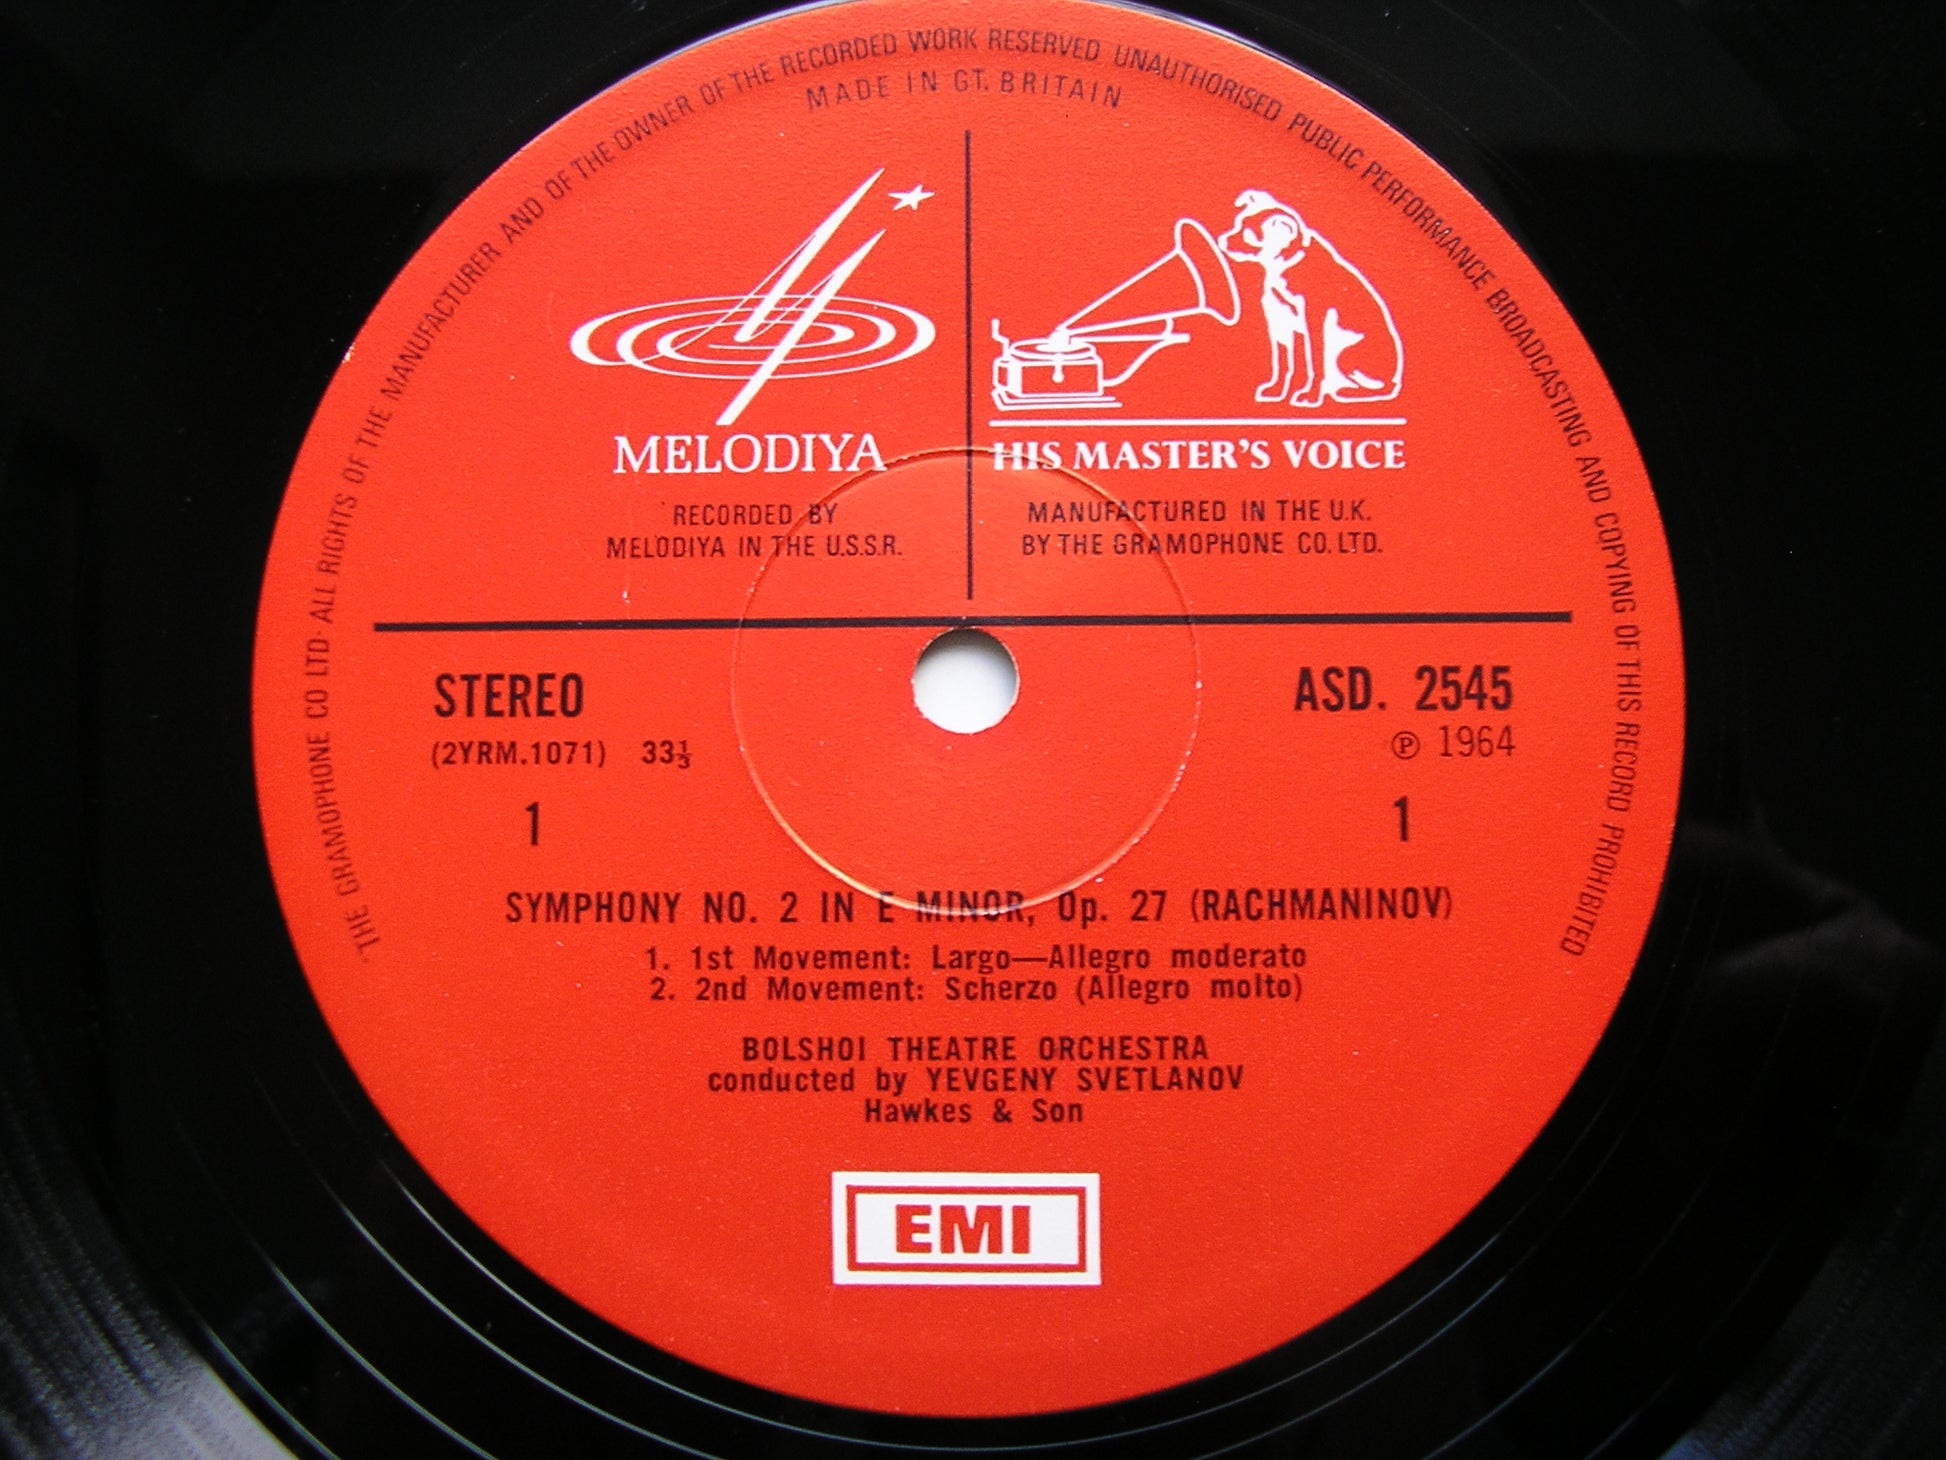 THE GRAMOPHONE CO LTD · ALL RIGHTS OF THE MANUFACTURER AND OF THE OWNER OF THE RECORDED WORK RESERVED UNAUTHORISED PUBLIC PERFORMANCE BROADCASTING AND COPYING OF THIS RECORD PROHIBITED
MADE IN GT. BRITAIN
MELODIYA
RECORDED BY
MELODIYA IN THE U.S.S.R.
HIS MASTER'S VOICE
MANUFACTURED IN THE U.K.
BY THE GRAMOPHONE CO. LTD.
STEREO
(2YRM.1071) 33⅓
1
ASD. 2545
℗ 1964
1
SYMPHONY NO. 2 IN E MINOR, Op. 27 (RACHMANINOV)
1. 1st Movement: Largo—Allegro moderato
2. 2nd Movement: Scherzo (Allegro molto)
BOLSHOI THEATRE ORCHESTRA
conducted by YEVGENY SVETLANOV
Hawkes & Son
EMI